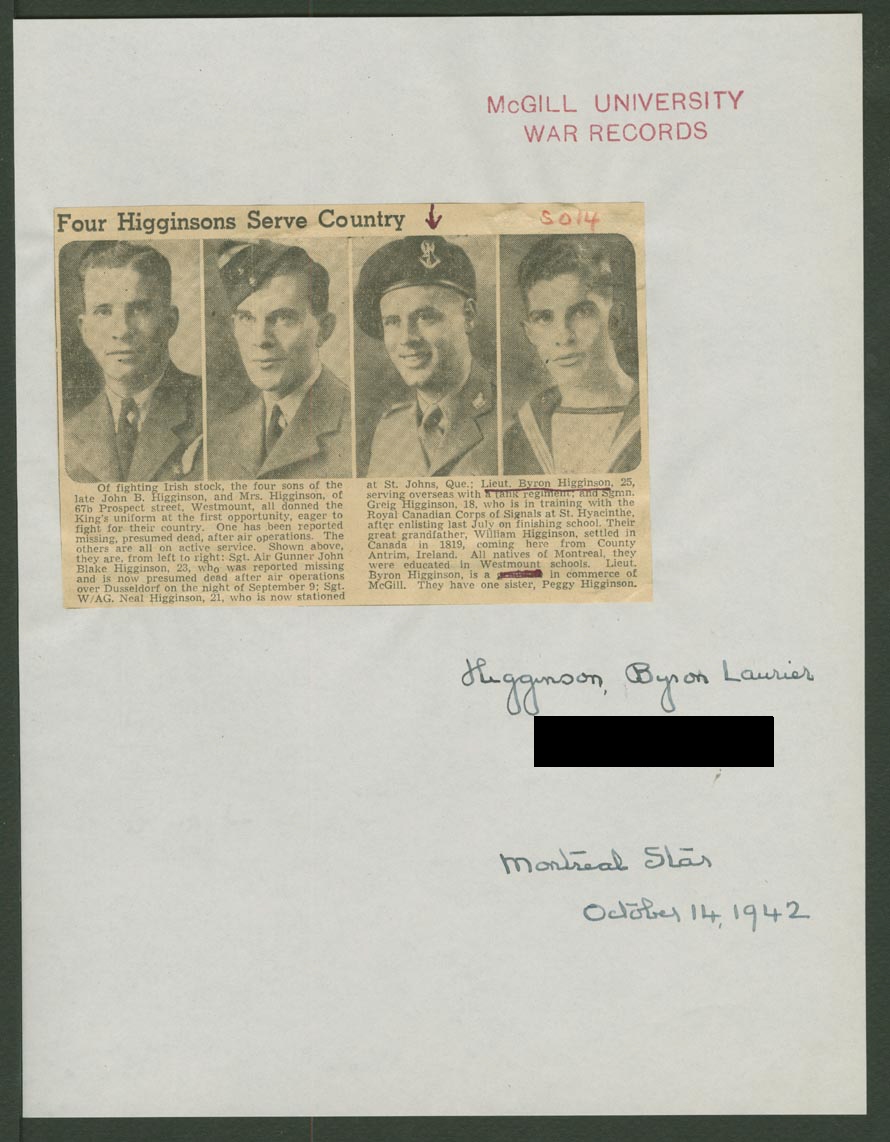 McGILL UNIVERSITY
WAR RECORDS
Four Higginsons Serve Country
5014
Of fighting Irish stock, the four sons of the
late John B. Higginson, and Mrs. Higginson, of
67b Prospect street, Westmount, all donned the
King's uniform at the first opportunity, eager to
fight for their country. One has been reported
missing, presumed dead, after air operations. The
others are all on active service. Shown above,
they are, from left to right: Sgt. Air Gunner John
Blake Higginson, 23, who was reported missing
and is now presumed dead after air operations
over Dusseldorf on the night of September 9; Sgt.
W/AG. Neal Higginson, 21, who is now stationed
at St. Johns, Que.; Lieut. Byron Higginson, 25,
serving overseas with a tank regiment; and Sgmn.
Greig Higginson, 18, who is in training with the
Royal Canadian Corps of Signals at St. Hyacinthe,
after enlisting last July on finishing school. Their
great grandfather, William Higginson, settled in
Canada in 1819, coming here from County
Antrim, Ireland. All natives of Montreal, they
were educated in Westmount schools. Lieut.
Byron Higginson, is a in commerce of
McGill. They have one sister, Peggy Higginson.
Higginson, Byron Laurier
Montreal Star
October 14, 1942